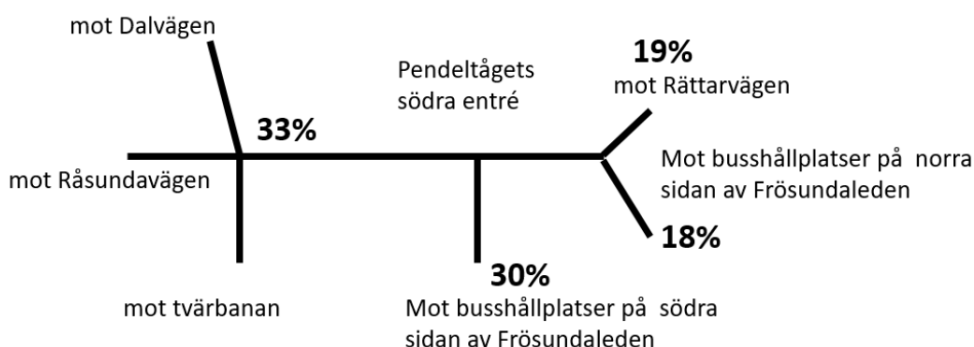 mot Dalvägen
19%
Pendeltågets
södra entré
mot Rättarvägen
33%
mot Råsundavägen
Mot busshållplatser på norra
sidan av Frösundaleden
18%
30%
mot tvärbanan
Mot busshållplatser på södra
sidan av Frösundaleden